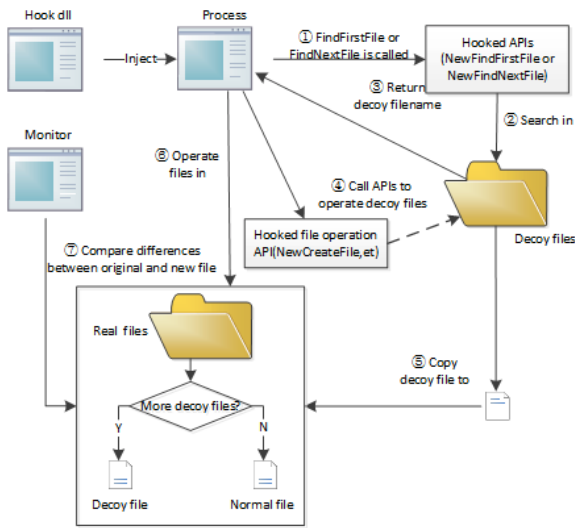 Hook dll
Process
Inject
① FindFirstFile or
FindNextFile is called
Hooked APIs
(NewFindFirstFile or
NewFindNextFile)
③ Return
decoy filename
② Search in
Monitor
⑥ Operate
files in
④ Call APIs to
operate decoy files
Hooked file operation
API(NewCreateFile,et)
Decoy files
⑦ Compare differences
between original and new file
Real files
⑤ Copy
decoy file to
More decoy files?
Y
N
Decoy file
Normal file